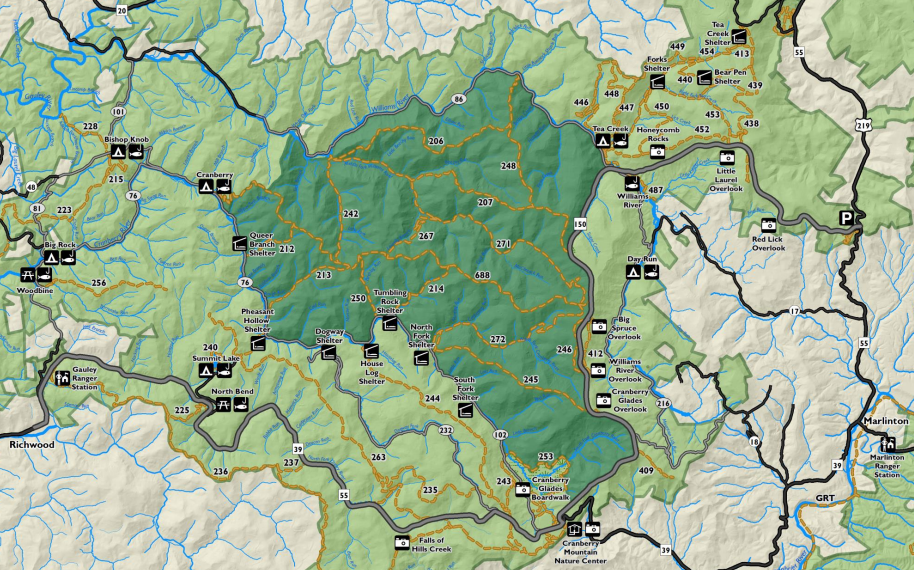 20
Tea
Creek
Shelter
449
454
413
55
Forks
Shelter
440
Bear Pen
Shelter
439
446
448
447
450
453
438
452
219
86
101
228
Bishop Knob
215
Tea Creek
Honeycomb
Rocks
Little
Laurel
Overlook
206
248
Cranberry
48
81
76
223
Williams
River
487
207
242
150
P
Red Lick
Overlook
Big Rock
Queer
Branch
Shelter
212
267
271
Woodbine
256
213
76
688
214
Day Run
250
Tumbling
Rock
Shelter
17
Pheasant
Hollow
Shelter
Dogway
Shelter
North
Fork
Shelter
272
246
Big
Spruce
Overlook
412
55
240
Summit Lake
House
Log
Shelter
Williams
River
Overlook
Gauley
Ranger
Station
North Bend
South
Fork
Shelter
245
Cranberry
Glades
Overlook
216
225
244
Richwood
232
102
18
Marlinton
39
Marlinton
Ranger
Station
236
237
263
253
409
39
55
235
243
Cranberry
Glades
Boardwalk
GRT
Falls of
Hills Creek
Cranberry
Mountain
Nature Center
39